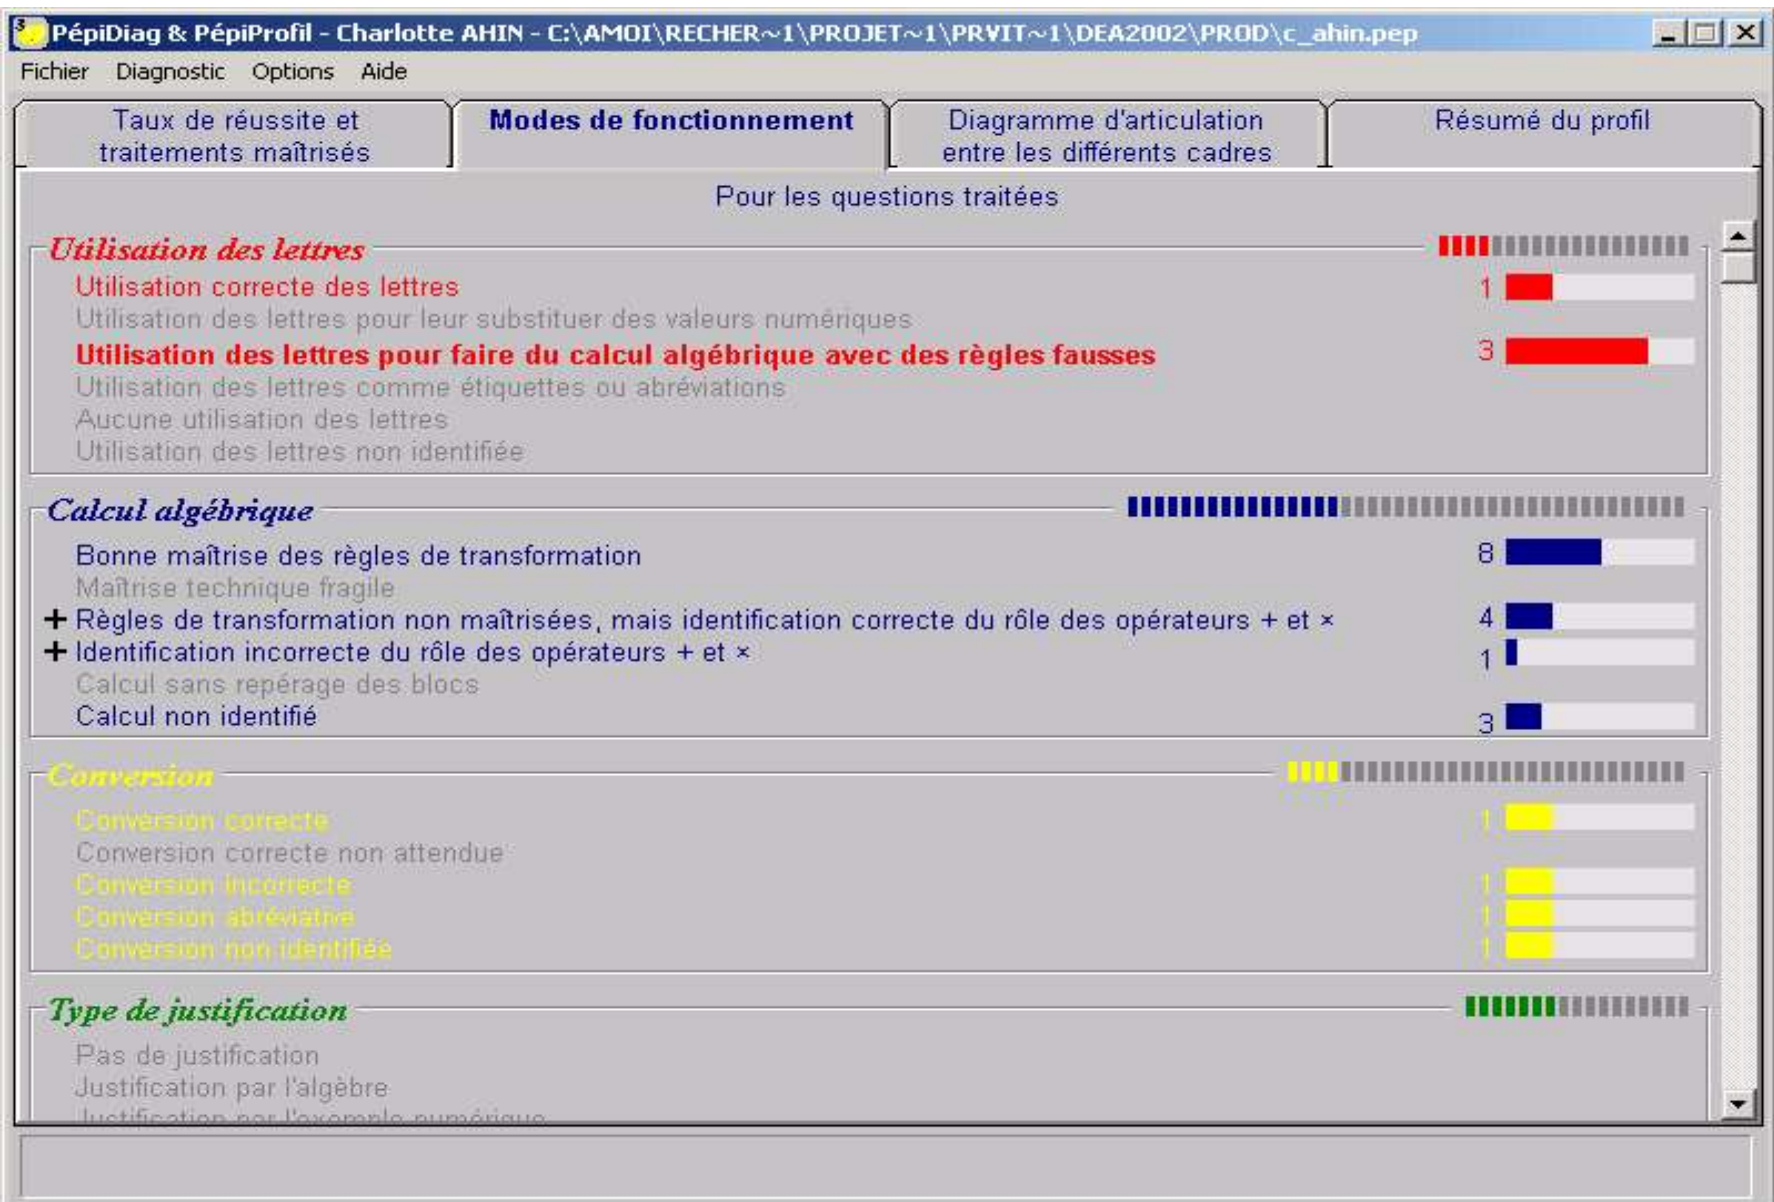 PépiDiag & PépiProfil - Charlotte AHIN - C:\AMOI\RECHER~1\PROJET~1\PRVIT~1\DEA2002\PROD\c_ahin.pep
Fichier Diagnostic Options Aide
Taux de réussite et traitements maîtrisés
Modes de fonctionnement
Diagramme d'articulation entre les différents cadres
Résumé du profil
Pour les questions traitées
Utilisation des lettres
Utilisation correcte des lettres 1
Utilisation des lettres pour leur substituer des valeurs numériques
Utilisation des lettres pour faire du calcul algébrique avec des règles fausses 3
Utilisation des lettres comme étiquettes ou abréviations
Aucune utilisation des lettres
Utilisation des lettres non identifiée
Calcul algébrique
Bonne maîtrise des règles de transformation 8
Maîtrise technique fragile
+ Règles de transformation non maîtrisées, mais identification correcte du rôle des opérateurs + et × 4
+ Identification incorrecte du rôle des opérateurs + et × 1
Calcul sans repérage des blocs
Calcul non identifié 3
Conversion
Conversion correcte 1
Conversion correcte non attendue
Conversion incorrecte 1
Conversion abréviative 1
Conversion non identifiée 1
Type de justification
Pas de justification
Justification par l'algèbre
Justification par l'exemple numérique